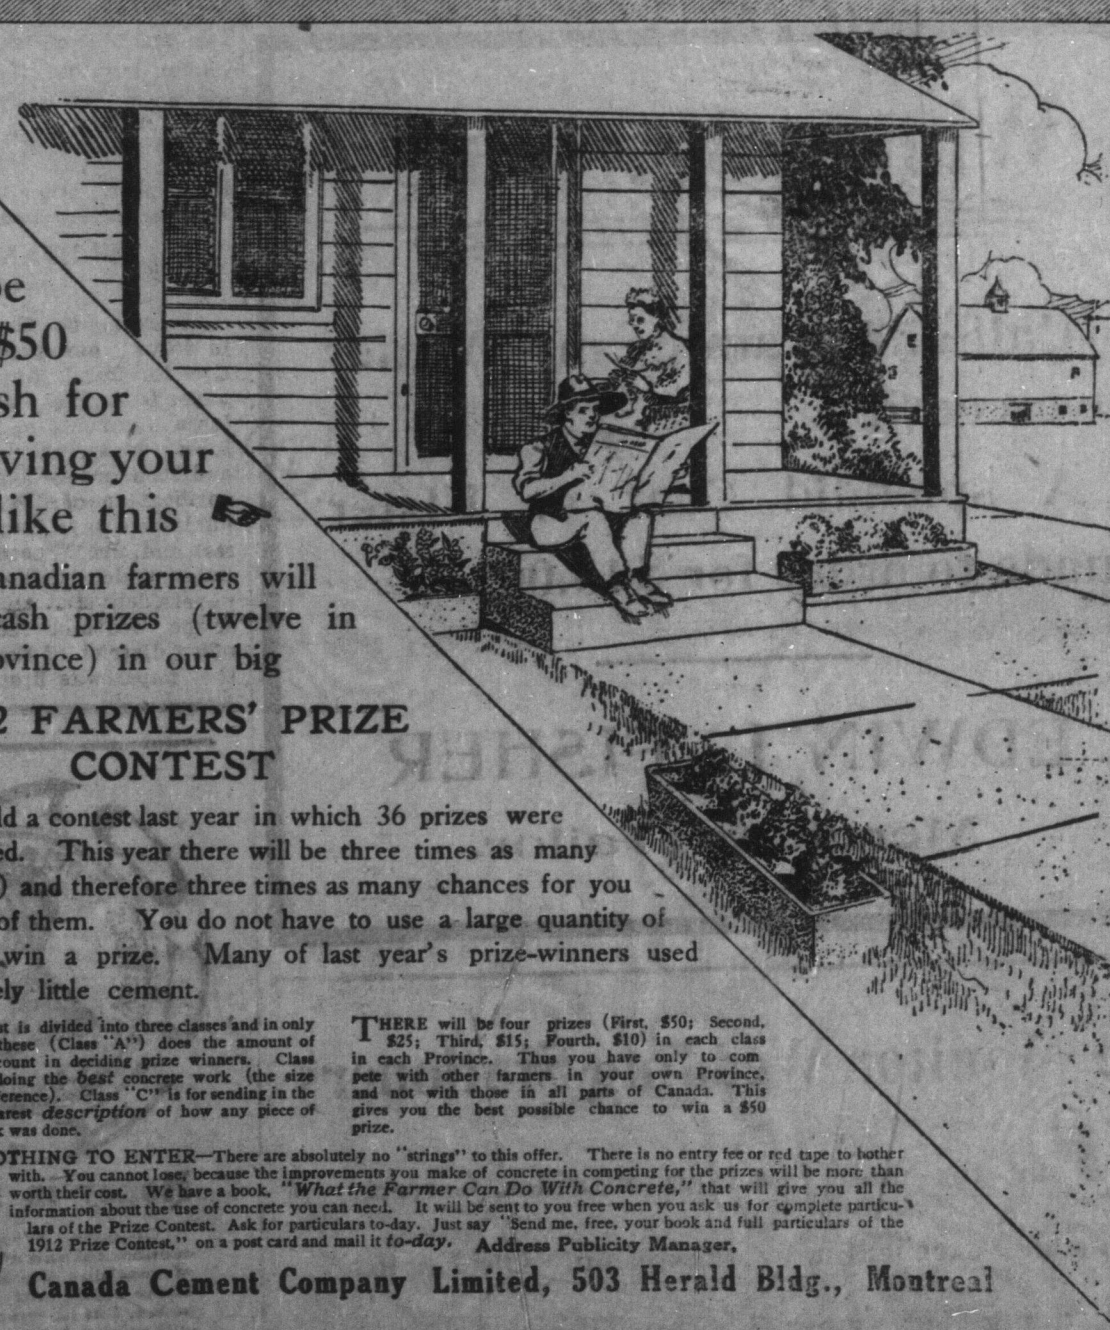 $50
for
your
like this
farmers will
prizes (twelve in
in our big
FARMERS' PRIZE
CONTEST
a contest last year in which 36 prizes were
This year there will be three times as many
and therefore three times as many chances for you
of them. You do not have to use a large quantity of
win a prize. Many of last year's prize-winners used
little cement.
is divided into three classes and in only
these (Class "A") does the amount of
in deciding prize winners. Class
doing the best concrete work (the size
Class "C" is for sending in the
description of how any piece of
was done.
THERE will be four prizes (First, $50; Second,
$25; Third, $15; Fourth, $10) in each class
in each Province. Thus you have only to com
pete with other farmers in your own Province,
and not with those in all parts of Canada. This
gives you the best possible chance to win a $50
prize.
TO ENTER—There are absolutely no "strings" to this offer. There is no entry fee or red tape to bother
with. You cannot lose, because the improvements you make of concrete in competing for the prizes will be more than
worth their cost. We have a book, "What the Farmer Can Do With Concrete," that will give you all the
information about the use of concrete you can need. It will be sent to you free when you ask us for complete particu-
lars of the Prize Contest. Ask for particulars to-day. Just say "Send me, free, your book and full particulars of the
1912 Prize Contest," on a post card and mail it to-day. Address Publicity Manager,
Canada Cement Company Limited, 503 Herald Bldg., Montreal